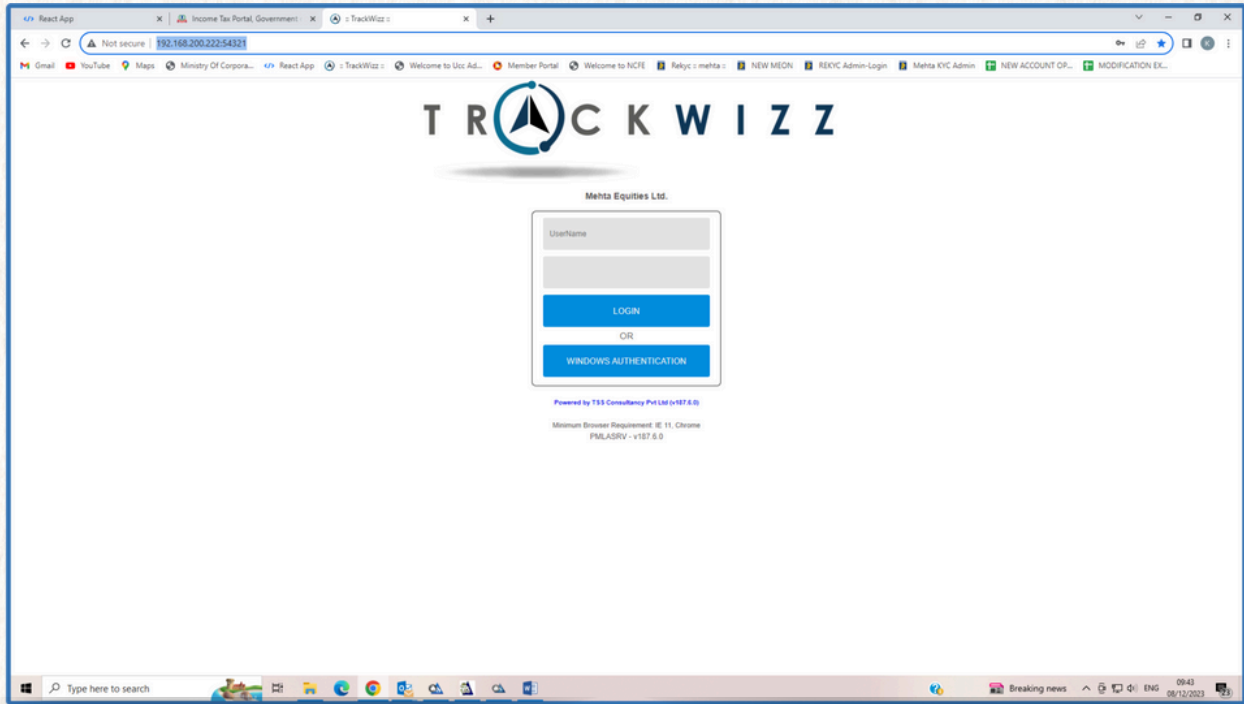 React App
Income Tax Portal, Government
:: TrackWizz ::
Not secure
192.168.200.222:54321
Gmail
YouTube
Maps
Ministry Of Corpora...
React App
:: TrackWizz ::
Welcome to Ucc Ad...
Member Portal
Welcome to NCFE
Rekyc :: mehta ::
NEW MEON
REKYC Admin-Login
Mehta KYC Admin
NEW ACCOUNT OP...
MODIFICATION EX...
K
TRACKWIZZ
Mehta Equities Ltd.
UserName
LOGIN
OR
WINDOWS AUTHENTICATION
Powered by TSS Consultancy Pvt Ltd (v187.6.0)
Minimum Browser Requirement: IE 11, Chrome
PMLASRV - v187.6.0
Type here to search
Breaking news
ENG
09:43
08/12/2023